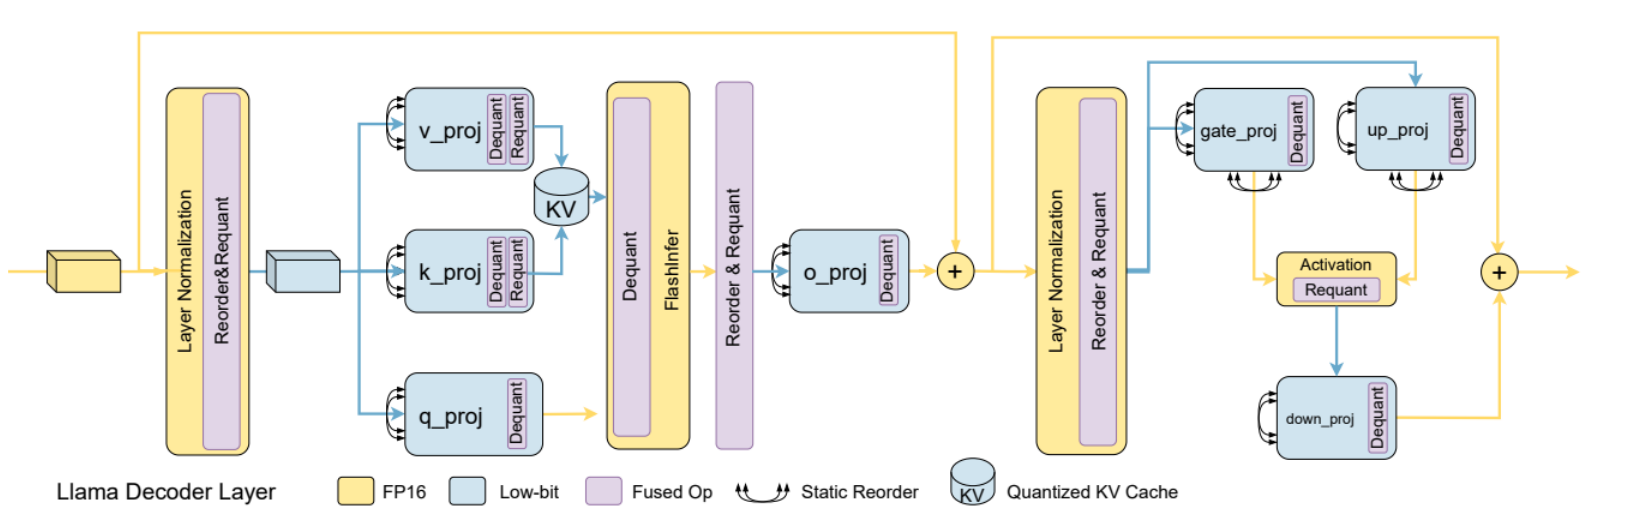 Layer Normalization
Reorder&Requant
v_proj
Dequant
Requant
KV
k_proj
Dequant
Requant
q_proj
Dequant
Dequant
FlashInfer
Reorder & Requant
o_proj
Dequant
+
Layer Normalization
Reorder & Requant
gate_proj
Dequant
up_proj
Dequant
Activation
Requant
down_proj
Dequant
+
Llama Decoder Layer
FP16
Low-bit
Fused Op
Static Reorder
KV
Quantized KV Cache